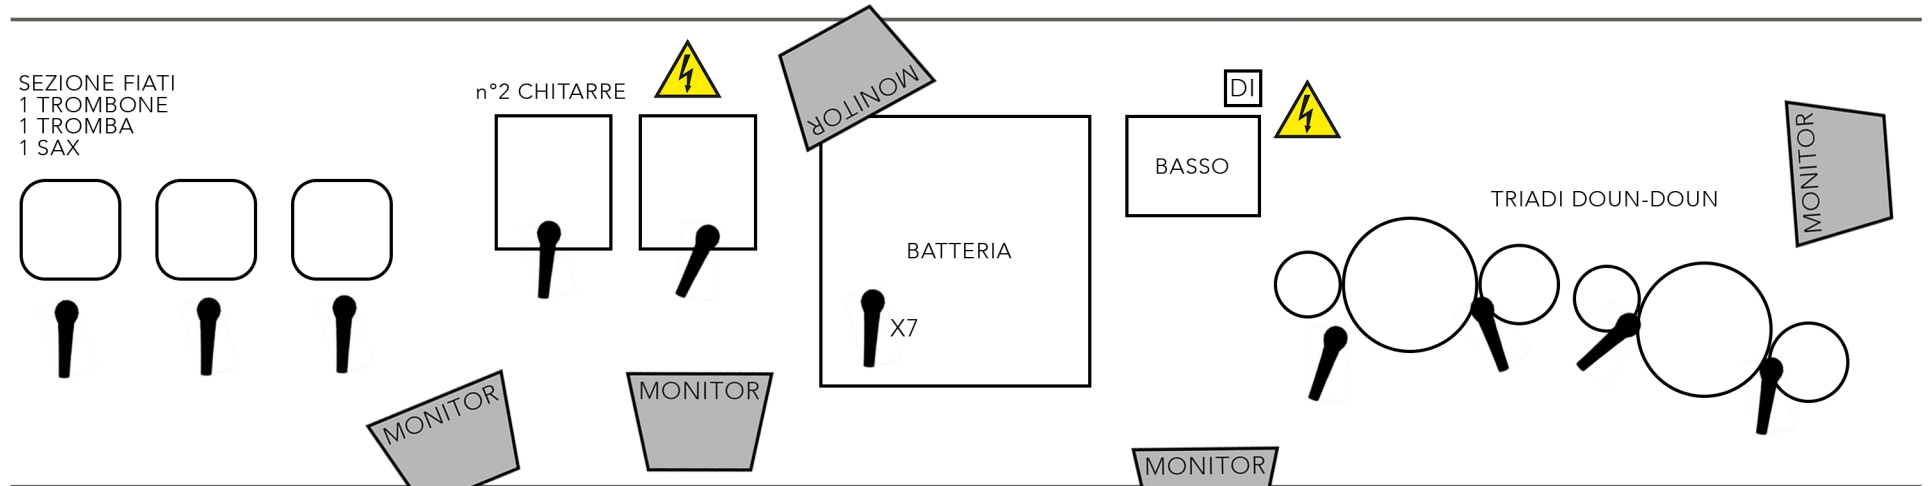 SEZIONE FIATI
1 TROMBONE
1 TROMBA
1 SAX
n°2 CHITARRE
MONITOR
DI
BASSO
MONITOR
TRIADI DOUN-DOUN
BATTERIA
X7
MONITOR
MONITOR
MONITOR